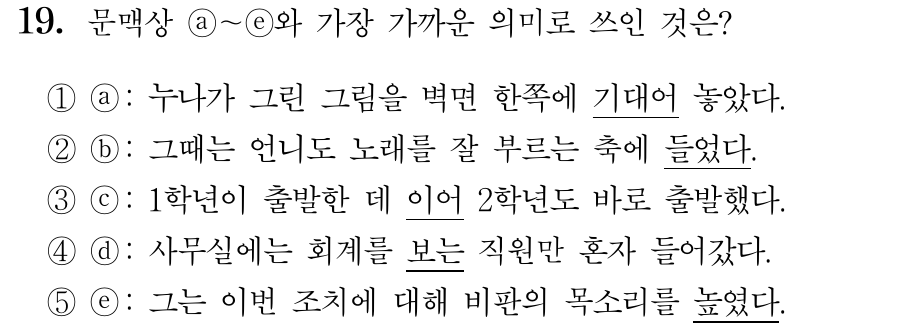 19. 문맥상 ⓐ~ⓔ와 가장 가까운 의미로 쓰인 것은?
① ⓐ: 누나가 그린 그림을 벽면 한쪽에 기대어 놓았다.
② ⓑ: 그때는 언니도 노래를 잘 부르는 축에 들었다.
③ ⓒ: 1학년이 출발한 데 이어 2학년도 바로 출발했다.
④ ⓓ: 사무실에는 회계를 보는 직원만 혼자 들어갔다.
⑤ ⓔ: 그는 이번 조치에 대해 비판의 목소리를 높였다.